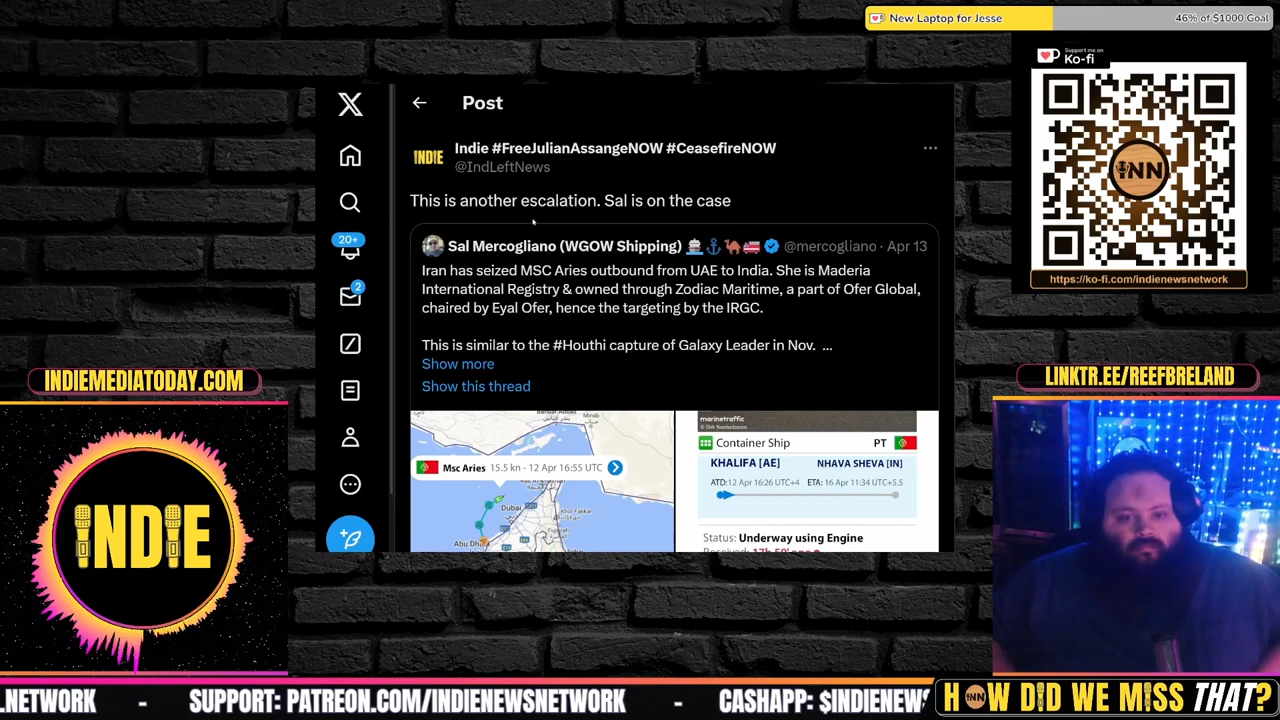 New Laptop for Jesse
46% of $1000 Goal
Support me on
Ko-fi
INN
https://ko-fi.com/indienewsnetwork
Post
Indie #FreeJulianAssangeNOW #CeasefireNOW
@IndLeftNews
INDIE
This is another escalation. Sal is on the case
Sal Mercogliano (WGOW Shipping) @mercogliano · Apr 13
Iran has seized MSC Aries outbound from UAE to India. She is Maderia
International Registry & owned through Zodiac Maritime, a part of Ofer Global,
chaired by Eyal Ofer, hence the targeting by the IRGC.
This is similar to the #Houthi capture of Galaxy Leader in Nov. ...
Show more
Show this thread
20+
2
marinetraffic
Container Ship PT
KHALIFA [AE] NHAVA SHEVA [IN]
ATD:12 Apr 16:26 UTC+4 ETA: 16 Apr 11:34 UTC+5.5
Status: Underway using Engine
Msc Aries 15.5 kn - 12 Apr 16:55 UTC
Dubai
Abu Dha
INDIEMEDIATODAY.COM
INDIE
LINKTR.EE/REEFBRELAND
.NETWORK - SUPPORT: PATREON.COM/INDIENEWSNETWORK - CASHAPP: $INDIENEW
HOW DID WE MISS THAT?